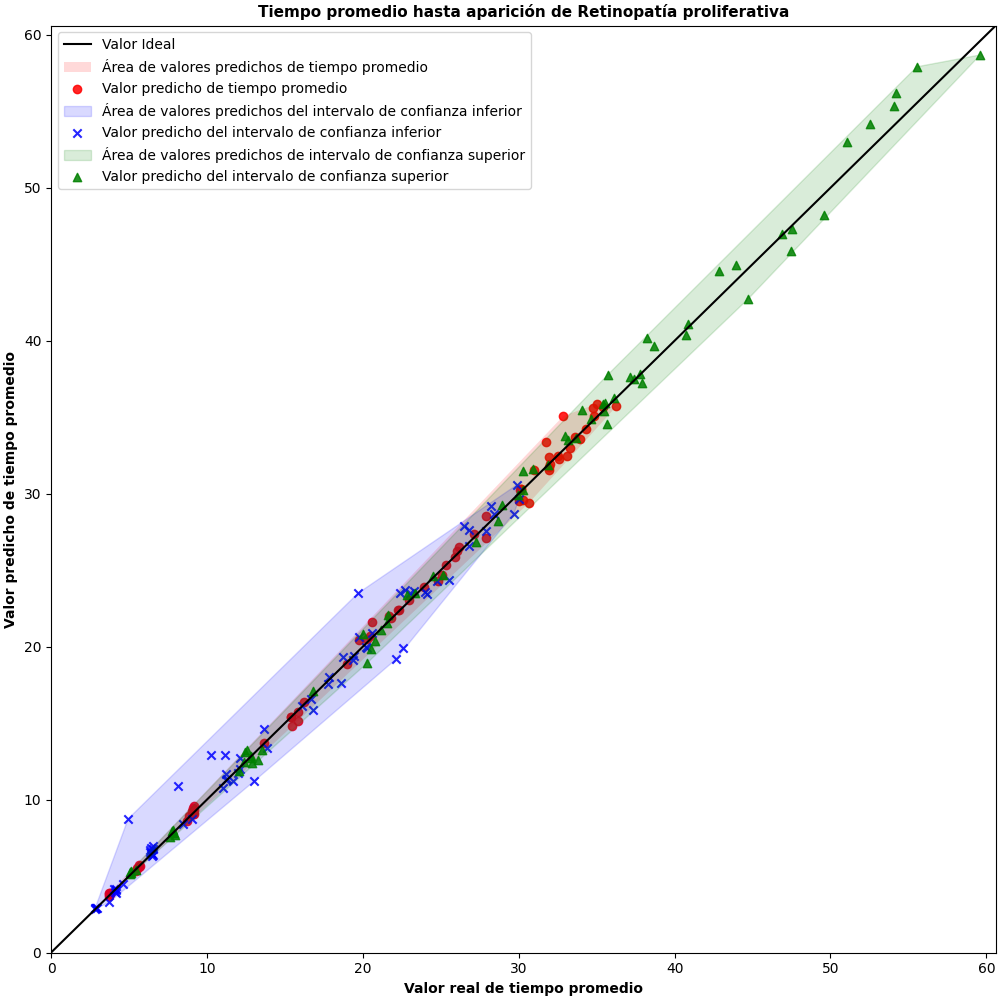 Tiempo promedio hasta aparición de Retinopatía proliferativa
Valor Ideal
Área de valores predichos de tiempo promedio
Valor predicho de tiempo promedio
Área de valores predichos del intervalo de confianza inferior
Valor predicho del intervalo de confianza inferior
Área de valores predichos de intervalo de confianza superior
Valor predicho del intervalo de confianza superior
Valor predicho de tiempo promedio
60
50
40
30
20
10
0
0 10 20 30 40 50 60
Valor real de tiempo promedio